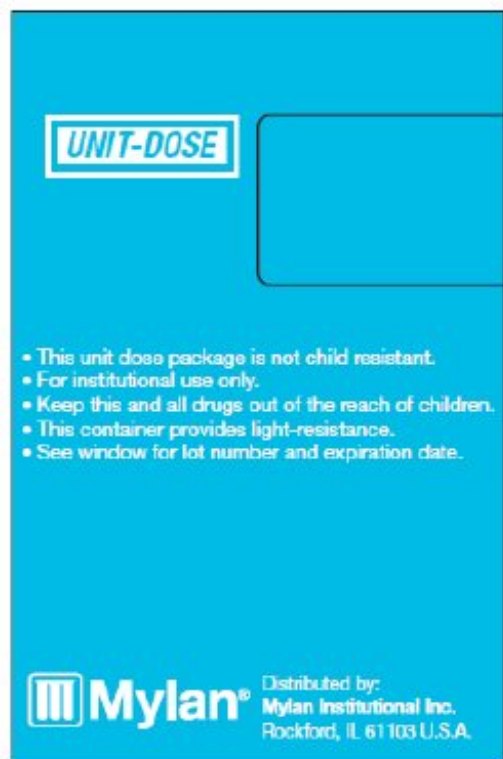 UNIT-DOSE
• This unit dose package is not child resistant.
• For institutional use only.
• Keep this and all drugs out of the reach of children.
• This container provides light-resistance.
• See window for lot number and expiration date.
Mylan®
Distributed by:
Mylan Institutional Inc.
Rockford, IL 61103 U.S.A.